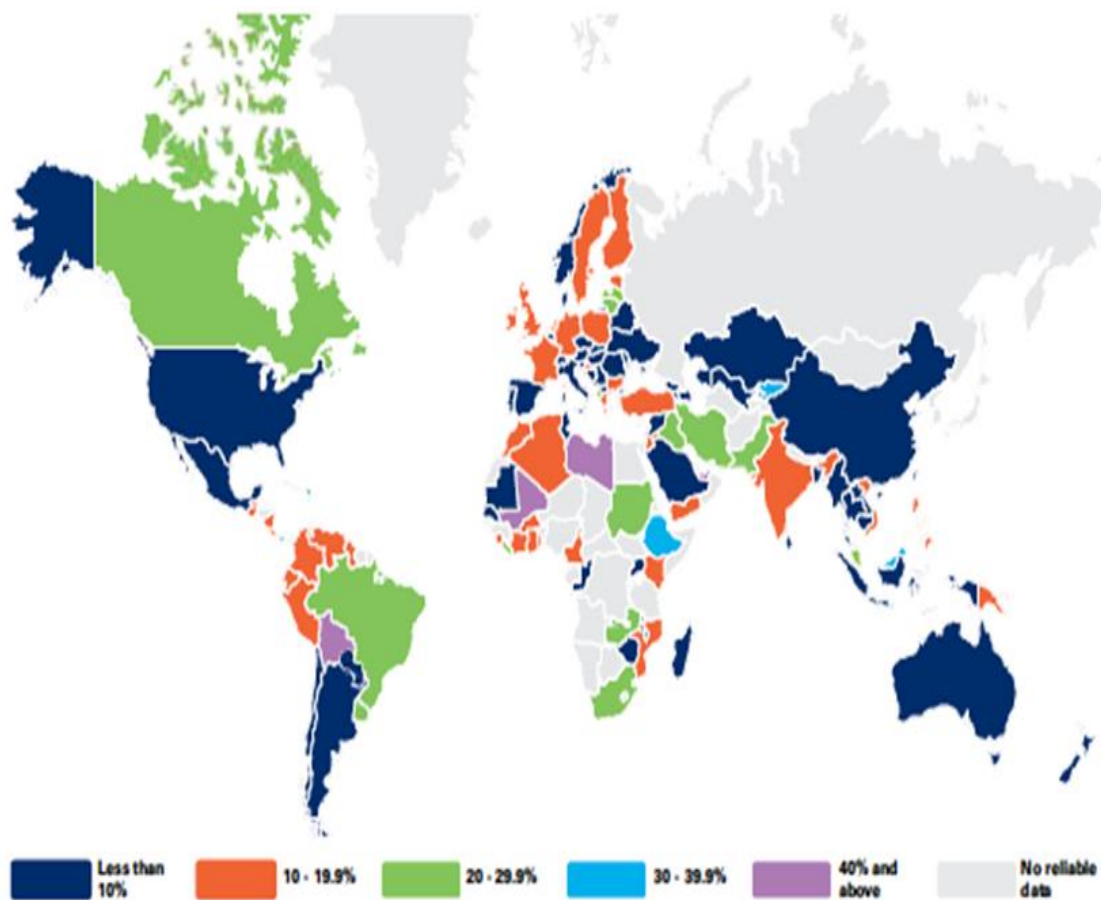 Less than
10%
10 - 19.9%
20 - 29.9%
30 - 39.9%
40% and
above
No reliable
data